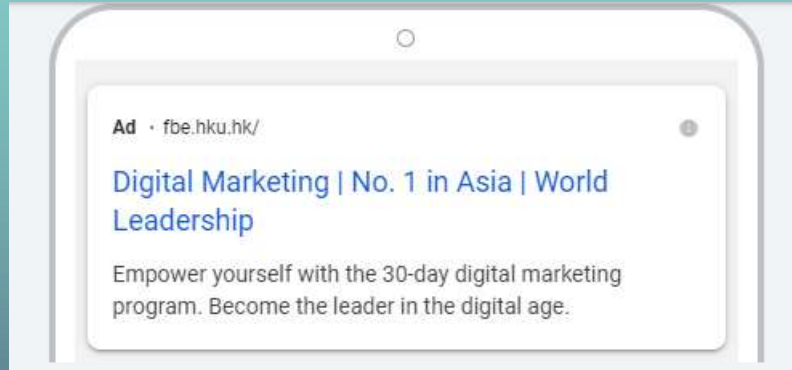 Ad · fbe.hku.hk/
Digital Marketing | No. 1 in Asia | World
Leadership
Empower yourself with the 30-day digital marketing
program. Become the leader in the digital age.